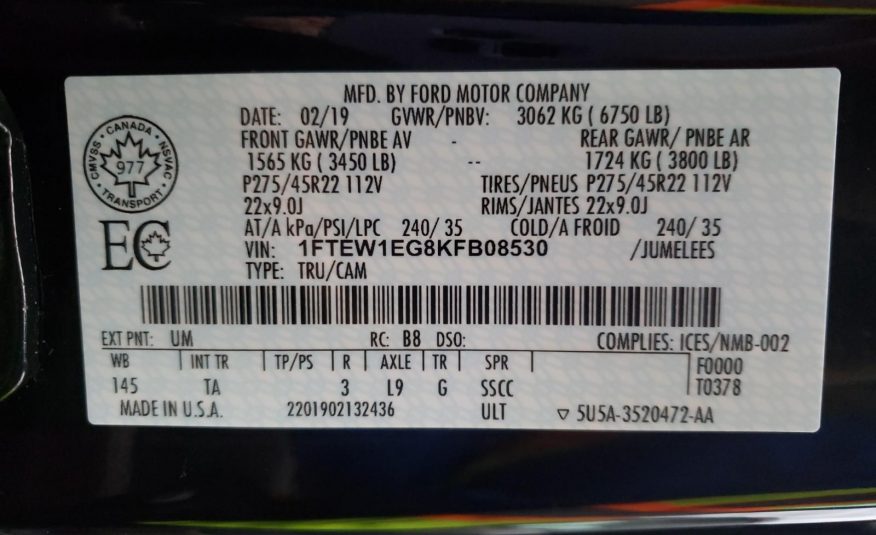 MFD. BY FORD MOTOR COMPANY
DATE: 02/19 GVWR/PNBV: 3062 KG ( 6750 LB)
FRONT GAWR/PNBE AV - REAR GAWR/ PNBE AR
1565 KG ( 3450 LB) -- 1724 KG ( 3800 LB)
P275/45R22 112V TIRES/PNEUS P275/45R22 112V
22x9.0J RIMS/JANTES 22x9.0J
AT/A kPa/PSI/LPC 240/ 35 COLD/A FROID 240/ 35
VIN: 1FTEW1EG8KFB08530 /JUMELEES
TYPE: TRU/CAM
CANADA
CMVSS 977 NSVAC
TRANSPORT
EC
EXT PNT: UM RC: B8 DSO: COMPLIES: ICES/NMB-002
WB INT TR TP/PS R AXLE TR SPR F0000
145 TA 3 L9 G SSCC T0378
MADE IN U.S.A. 2201902132436 ULT ▽ 5U5A-3520472-AA